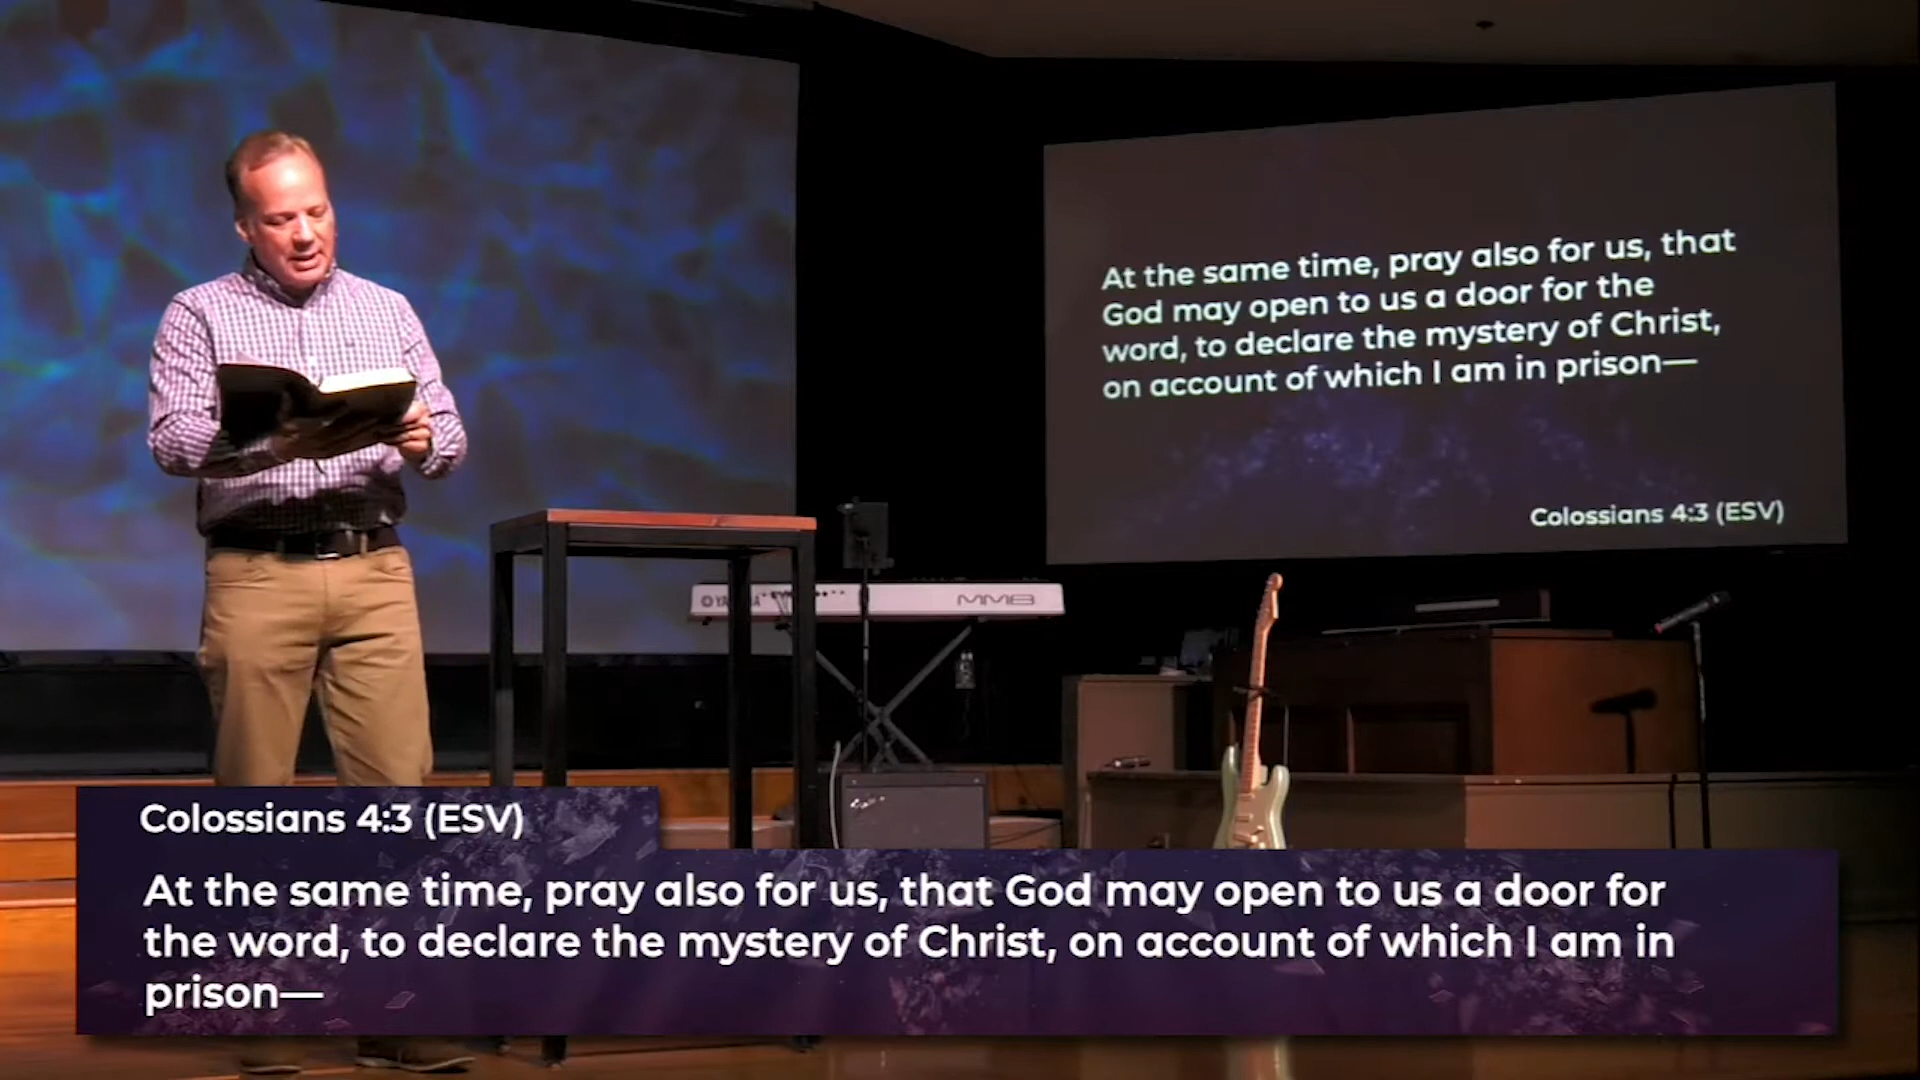 At the same time, pray also for us, that
God may open to us a door for the
word, to declare the mystery of Christ,
on account of which I am in prison—
Colossians 4:3 (ESV)
YAMAHA
MM8
Colossians 4:3 (ESV)
At the same time, pray also for us, that God may open to us a door for
the word, to declare the mystery of Christ, on account of which I am in
prison—